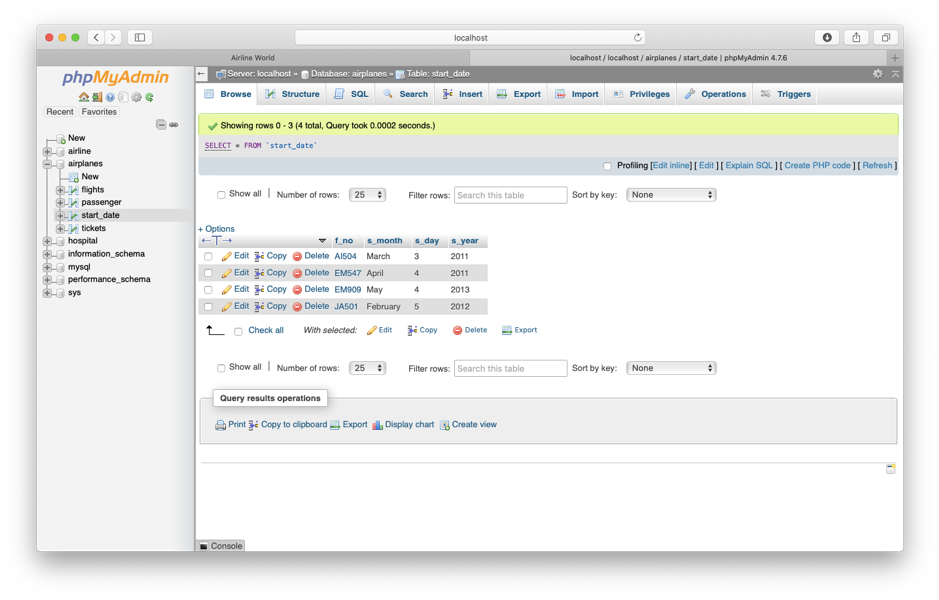 localhost
Airline World
localhost / localhost / airplanes / start_date | phpMyAdmin 4.7.6
phpMyAdmin
Recent Favorites
New
airline
airplanes
New
flights
passenger
start_date
tickets
hospital
information_schema
mysql
performance_schema
sys
Server: localhost » Database: airplanes » Table: start_date
Browse Structure SQL Search Insert Export Import Privileges Operations Triggers
Showing rows 0 - 3 (4 total, Query took 0.0002 seconds.)
SELECT * FROM `start_date`
Profiling [Edit inline] [ Edit ] [ Explain SQL ] [ Create PHP code ] [ Refresh ]
Show all | Number of rows: 25 Filter rows: Search this table Sort by key: None
+ Options
←T→ f_no s_month s_day s_year
Edit Copy Delete AI504 March 3 2011
Edit Copy Delete EM547 April 4 2011
Edit Copy Delete EM909 May 4 2013
Edit Copy Delete JA501 February 5 2012
Check all With selected: Edit Copy Delete Export
Show all | Number of rows: 25 Filter rows: Search this table Sort by key: None
Query results operations
Print Copy to clipboard Export Display chart Create view
Console